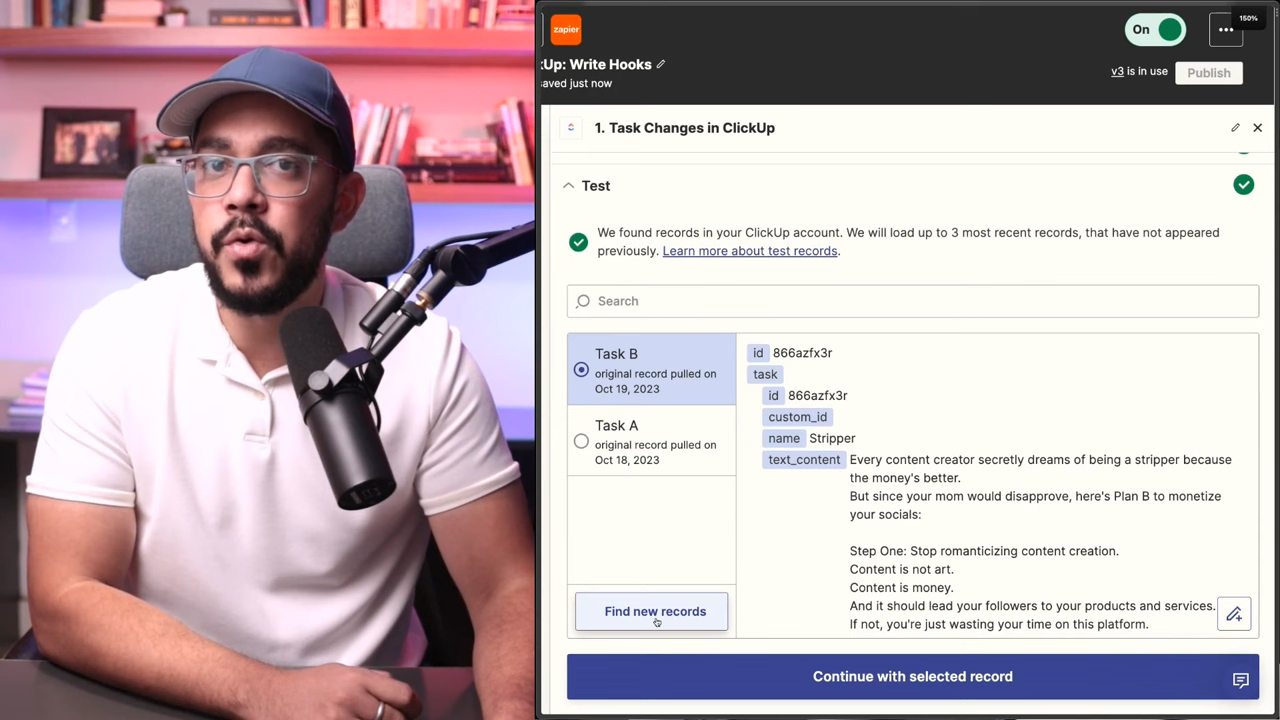 zapier
On
•••
150%
kUp: Write Hooks
aved just now
v3 is in use
Publish
1. Task Changes in ClickUp
Test
We found records in your ClickUp account. We will load up to 3 most recent records, that have not appeared
previously. Learn more about test records.
Search
Task B
original record pulled on
Oct 19, 2023
Task A
original record pulled on
Oct 18, 2023
Find new records
id 866azfx3r
task
id 866azfx3r
custom_id
name Stripper
text_content Every content creator secretly dreams of being a stripper because
the money's better.
But since your mom would disapprove, here's Plan B to monetize
your socials:
Step One: Stop romanticizing content creation.
Content is not art.
Content is money.
And it should lead your followers to your products and services.
If not, you're just wasting your time on this platform.
Continue with selected record